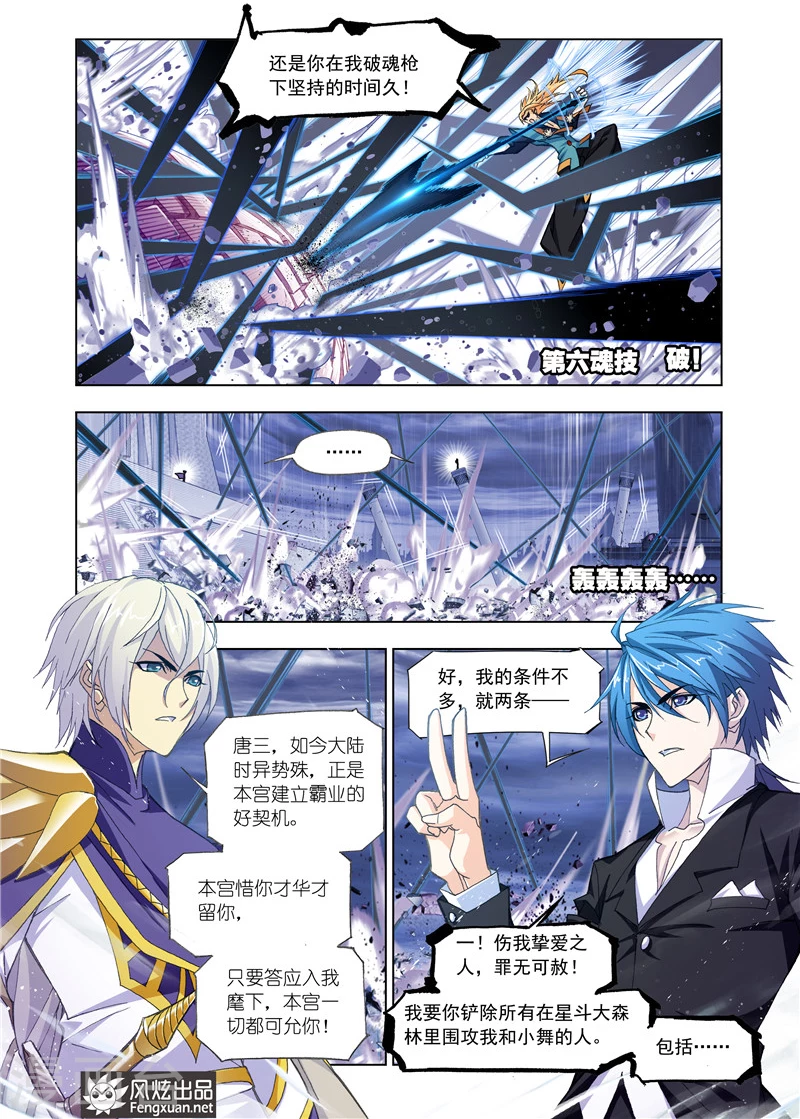 还是你在我破魂枪
下坚持的时间久！
第六魂技　破！
……
轰轰轰轰……
唐三，如今大陆
时异势殊，正是
本宫建立霸业的
好契机。
本宫惜你才华才
留你，
只要答应入我
麾下，本宫一
切都可允你！
好，我的条件不
多，就两条——
一！伤我挚爱之
人，罪无可赦！
我要你铲除所有在星斗大森
林里围攻我和小舞的人。
包括……
风炫出品
Fengxuan.net